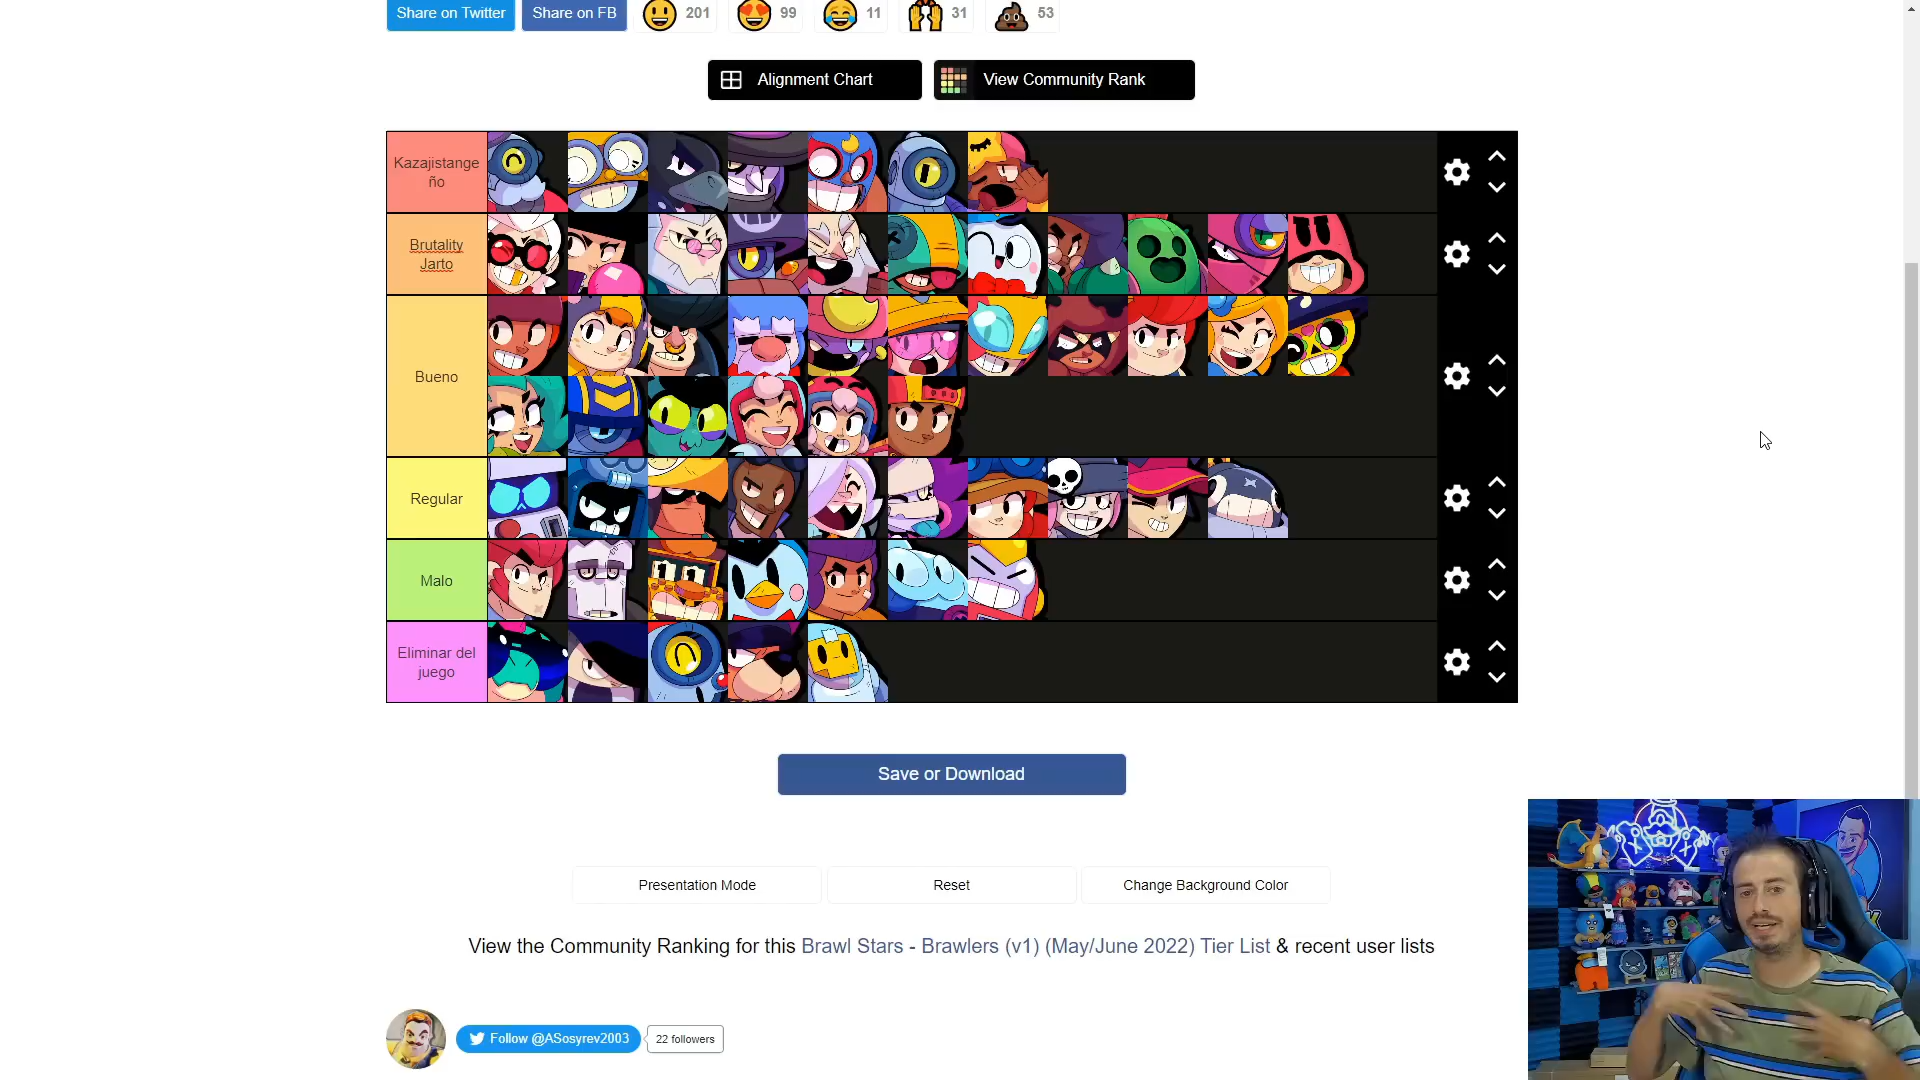 Share on Twitter
Share on FB
201
99
11
31
53
Alignment Chart
View Community Rank
Kazajistange
ño
Brutality
Jarto
Bueno
Regular
Malo
Eliminar del
juego
Save or Download
Presentation Mode
Reset
Change Background Color
View the Community Ranking for this Brawl Stars - Brawlers (v1) (May/June 2022) Tier List & recent user lists
Follow @ASosyrev2003
22 followers